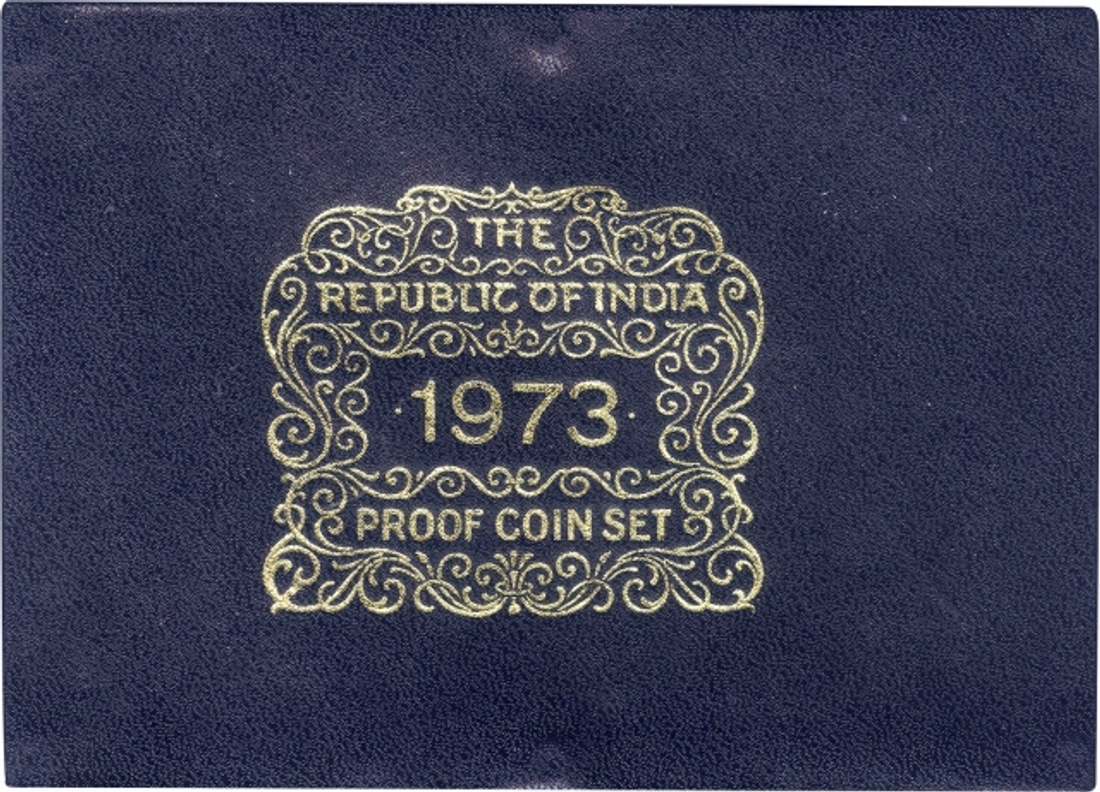 THE
REPUBLIC OF INDIA
·1973·
PROOF COIN SET